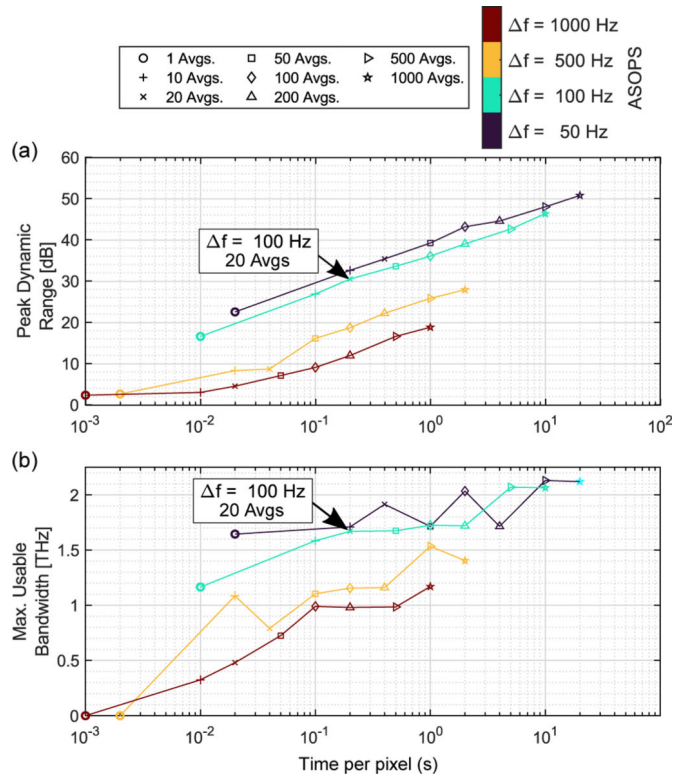 1 Avgs. 50 Avgs. 500 Avgs.
10 Avgs. 100 Avgs. 1000 Avgs.
20 Avgs. 200 Avgs.
Δf = 1000 Hz
Δf = 500 Hz
Δf = 100 Hz
Δf = 50 Hz
ASOPS
(a)
Peak Dynamic
Range [dB]
60
50
40
30
20
10
0
Δf = 100 Hz
20 Avgs
10⁻³ 10⁻² 10⁻¹ 10⁰ 10¹ 10²
(b)
Max. Usable
Bandwidth [THz]
2
1.5
1
0.5
0
Δf = 100 Hz
20 Avgs
10⁻³ 10⁻² 10⁻¹ 10⁰ 10¹
Time per pixel (s)